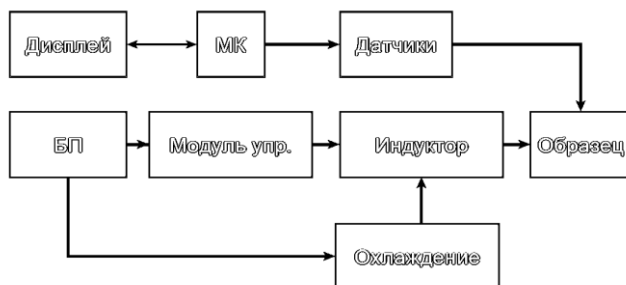 Дисплей
МК
Датчики
БП
Модуль упр.
Индуктор
Образец
Охлаждение